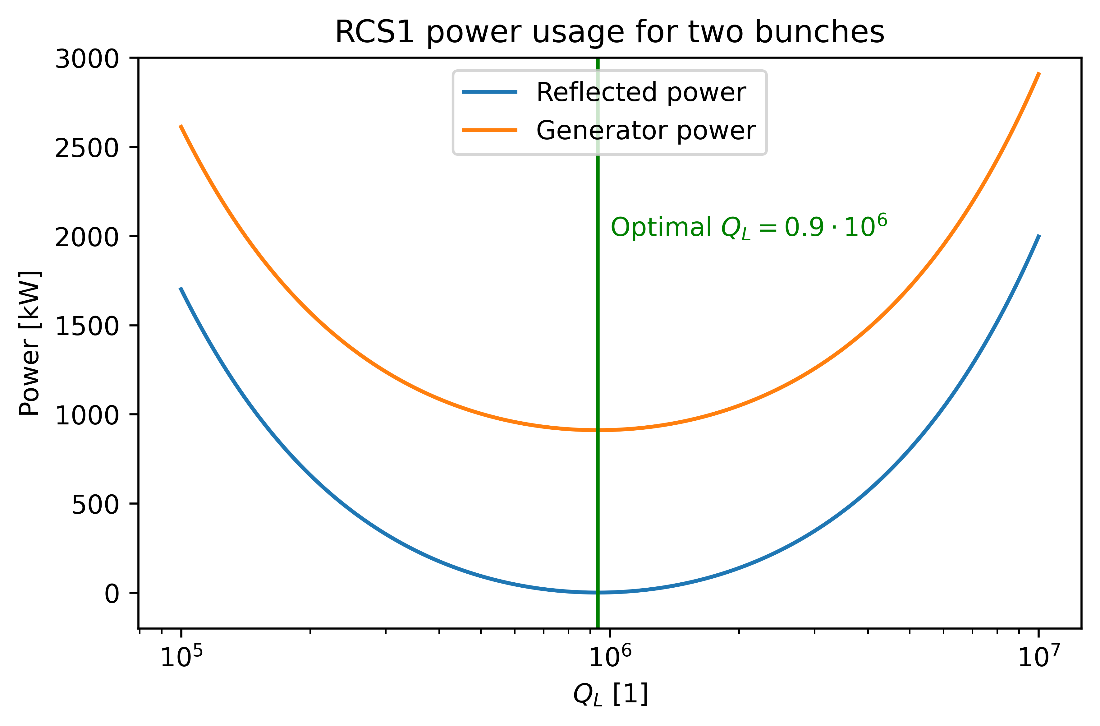 RCS1 power usage for two bunches
Reflected power
Generator power
Optimal $Q_L = 0.9 \cdot 10^6$
Power [kW]
3000
2500
2000
1500
1000
500
0
$10^5$
$10^6$
$10^7$
$Q_L$ [1]